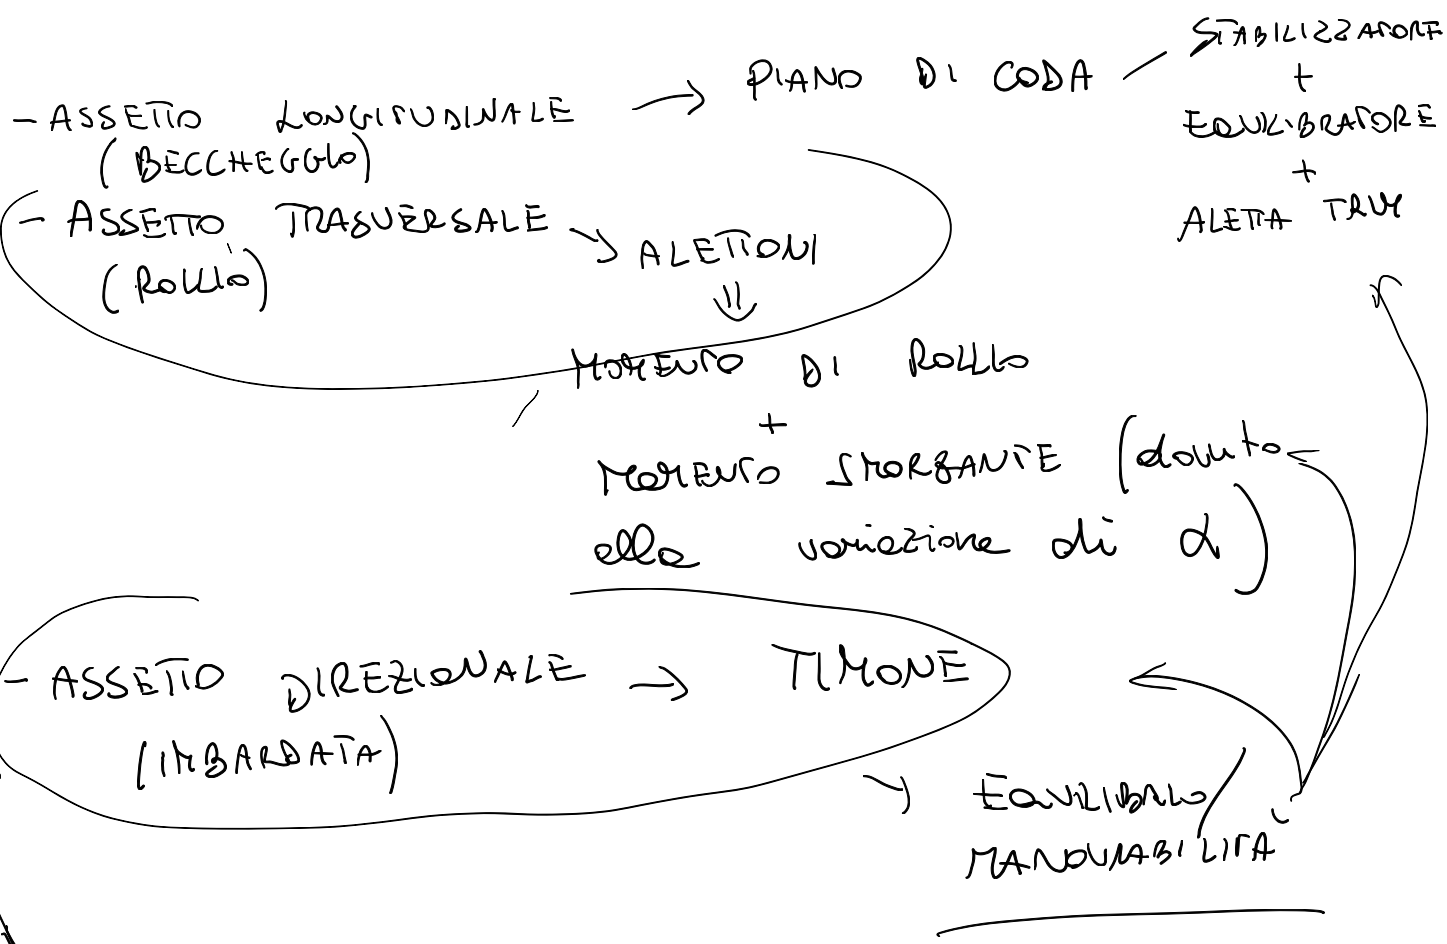 - ASSETTO LONGITUDINALE → PIANO DI CODA — STABILIZZATORE
+
EQUILIBRATORE
+
ALETTA TRIM
(BECCHEGGIO)
- ASSETTO TRASVERSALE → ALETTONI
(ROLLIO)
⇓
MOMENTO DI ROLLIO
+
MOMENTO SMORZANTE (dovuto
alla variazione di α)
- ASSETTO DIREZIONALE → TIMONE
(IMBARDATA)
→ EQUILIBRIO/
MANOVRABILITÀ